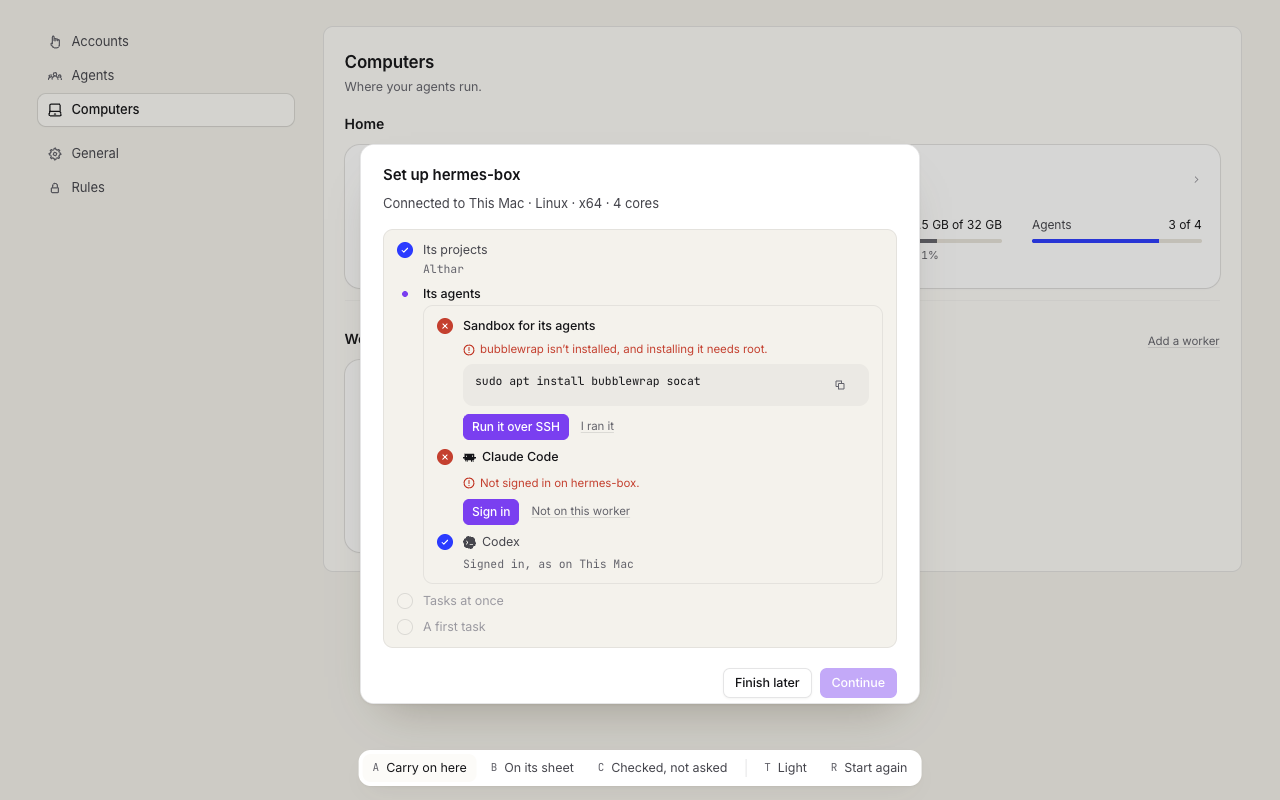 Accounts
Agents
Computers
General
Rules
Computers
Where your agents run.
Home
5 GB of 32 GB
1%
Agents
3 of 4
Add a worker
Set up hermes-box
Connected to This Mac · Linux · x64 · 4 cores
Its projects
Althar
Its agents
Sandbox for its agents
bubblewrap isn’t installed, and installing it needs root.
sudo apt install bubblewrap socat
Run it over SSH
I ran it
Claude Code
Not signed in on hermes-box.
Sign in
Not on this worker
Codex
Signed in, as on This Mac
Tasks at once
A first task
Finish later
Continue
A Carry on here
B On its sheet
C Checked, not asked
T Light
R Start again